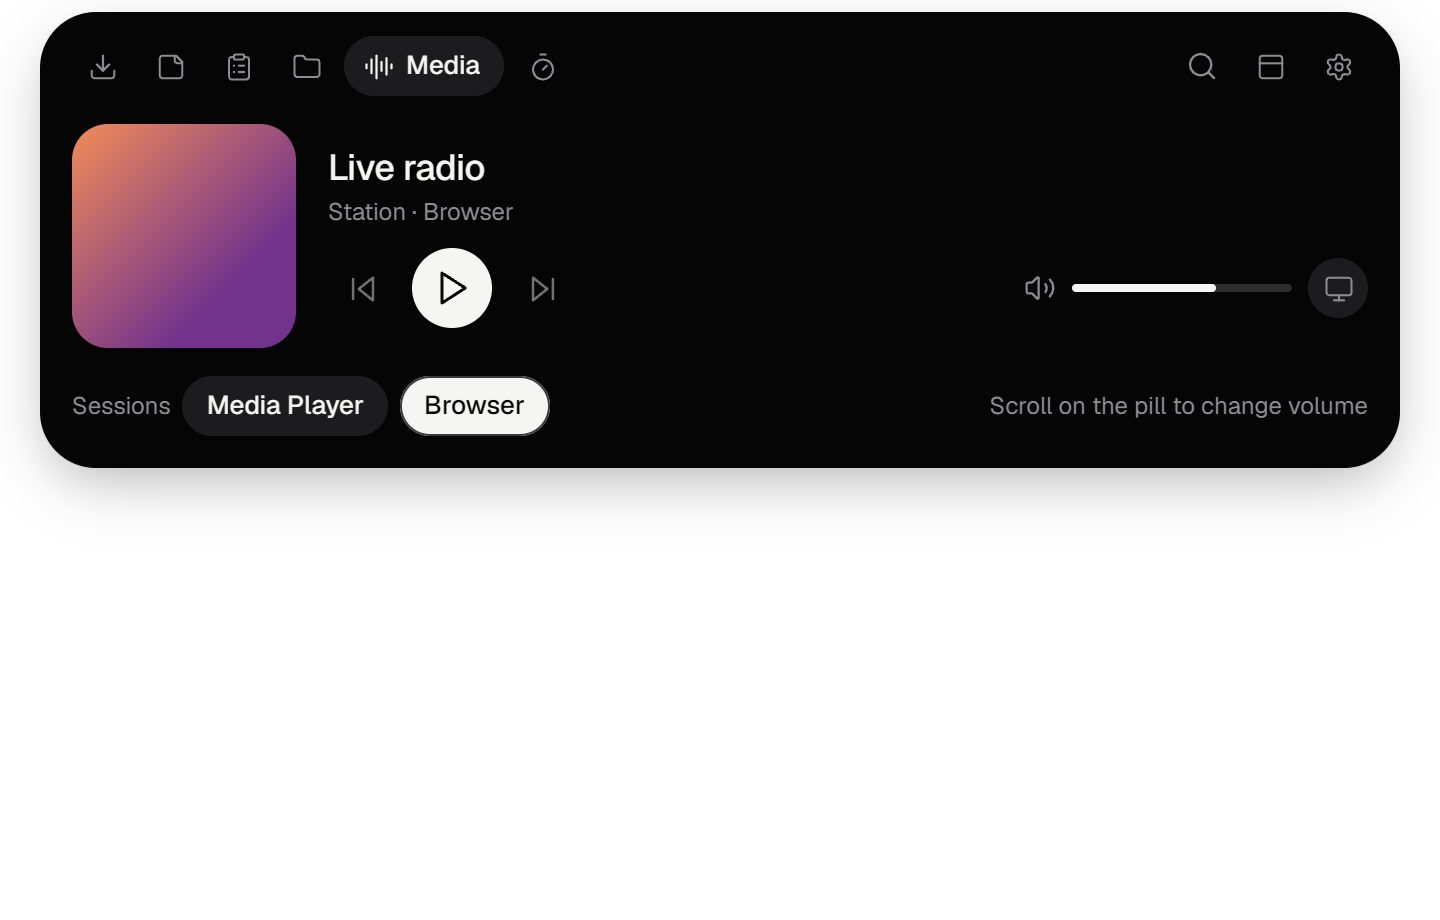 Media
Live radio
Station · Browser
Sessions
Media Player
Browser
Scroll on the pill to change volume